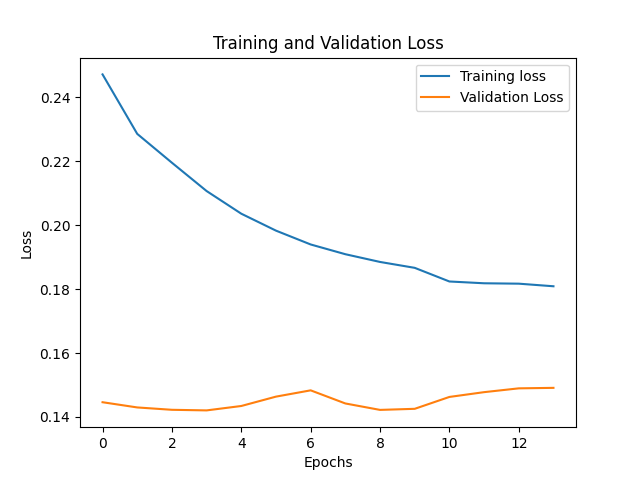 Training and Validation Loss
Training loss
Validation Loss
0.24
0.22
0.20
0.18
0.16
0.14
Loss
0 2 4 6 8 10 12
Epochs